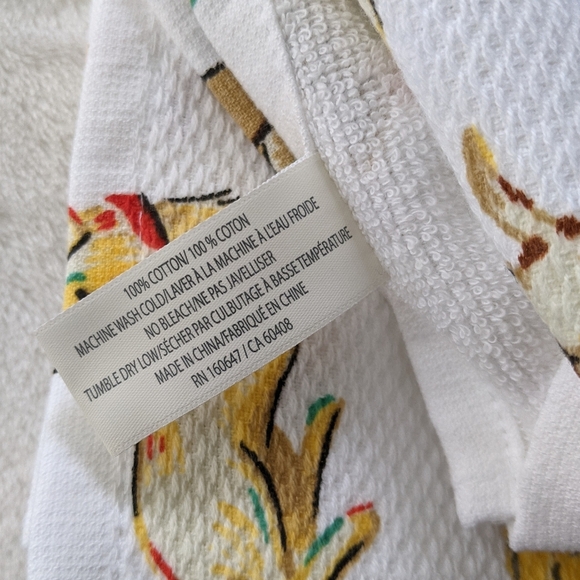 100% COTTON/ 100 % COTON
MACHINE WASH COLD/LAVER À LA MACHINE À L'EAU FROIDE
NO BLEACH/NE PAS JAVELLISER
TUMBLE DRY LOW/SÉCHER PAR CULBUTAGE À BASSE TEMPÉRATURE
MADE IN CHINA/FABRIQUÉ EN CHINE
RN 160647 / CA 60408